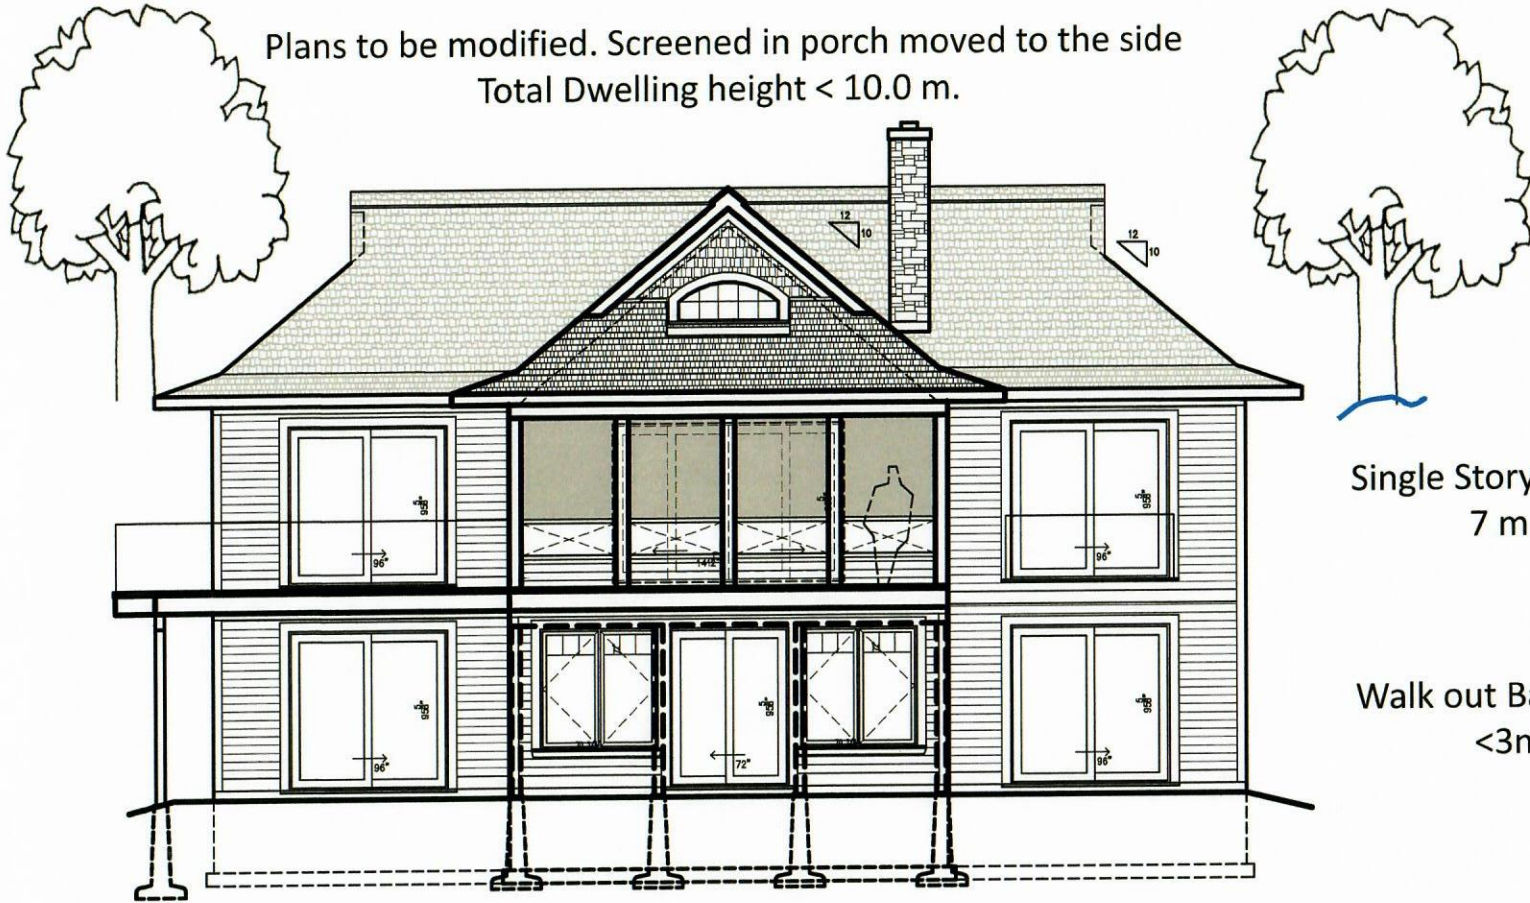 Plans to be modified. Screened in porch moved to the side
Total Dwelling height < 10.0 m.
12
10
12
10
Single Story
7 m
96"
96"
Walk out Ba
<3m
96"
72"
96"